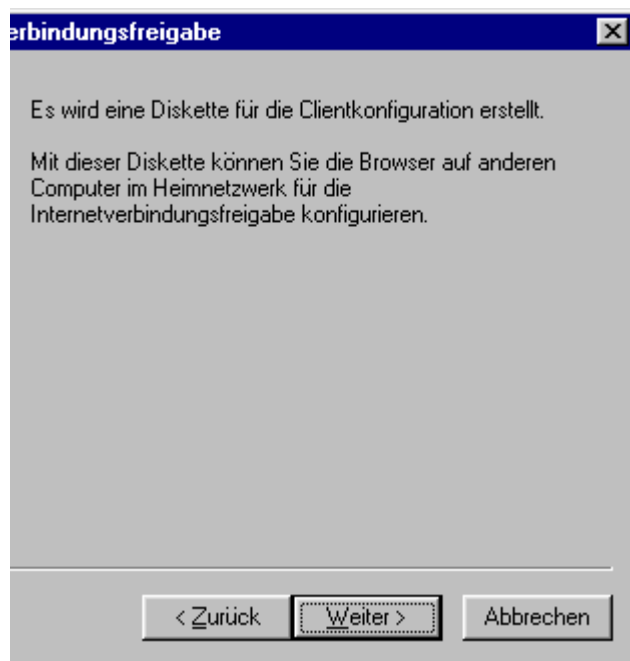 erbindungsfreigabe
Es wird eine Diskette für die Clientkonfiguration erstellt.
Mit dieser Diskette können Sie die Browser auf anderen
Computer im Heimnetzwerk für die
Internetverbindungsfreigabe konfigurieren.
< Zurück Weiter > Abbrechen